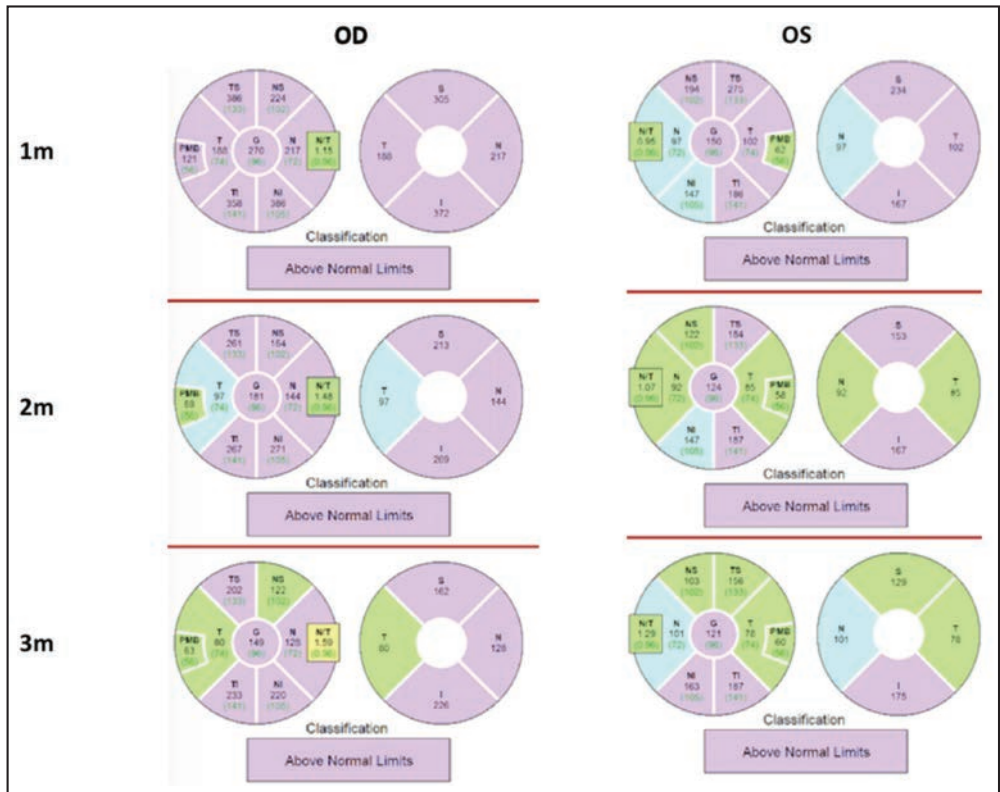 OD
OS
1m
TS
386
(133)
NS
224
(102)
PMB
121
(56)
T
188
(74)
G
270
(96)
N
217
(72)
N/T
1.15
(0.96)
TI
358
(141)
NI
386
(105)
S
305
T
188
N
217
I
372
Classification
Above Normal Limits
NS
194
(102)
TS
275
(133)
N/T
0.95
(0.96)
N
97
(72)
G
150
(96)
T
102
(74)
PMB
62
(56)
NI
147
(105)
TI
186
(141)
S
234
N
97
T
102
I
167
Classification
Above Normal Limits
2m
TS
261
(133)
NS
164
(102)
PMB
69
(56)
T
97
(74)
G
181
(96)
N
144
(72)
N/T
1.48
(0.96)
TI
267
(141)
NI
271
(105)
S
213
T
97
N
144
I
269
Classification
Above Normal Limits
NS
122
(102)
TS
184
(133)
N/T
1.07
(0.96)
N
92
(72)
G
124
(96)
T
85
(74)
PMB
58
(56)
NI
147
(105)
TI
187
(141)
S
153
N
92
T
85
I
167
Classification
Above Normal Limits
3m
TS
202
(133)
NS
122
(102)
PMB
63
(56)
T
80
(74)
G
149
(96)
N
(72)
N/T
1.59
(0.96)
TI
233
(141)
NI
220
(105)
S
162
T
80
N
128
I
226
Classification
Above Normal Limits
NS
103
(102)
TS
156
(133)
N/T
1.29
(0.96)
N
101
(72)
G
121
(96)
T
78
(74)
PMB
60
(56)
NI
163
(105)
TI
187
(141)
S
129
N
101
T
78
I
175
Classification
Above Normal Limits